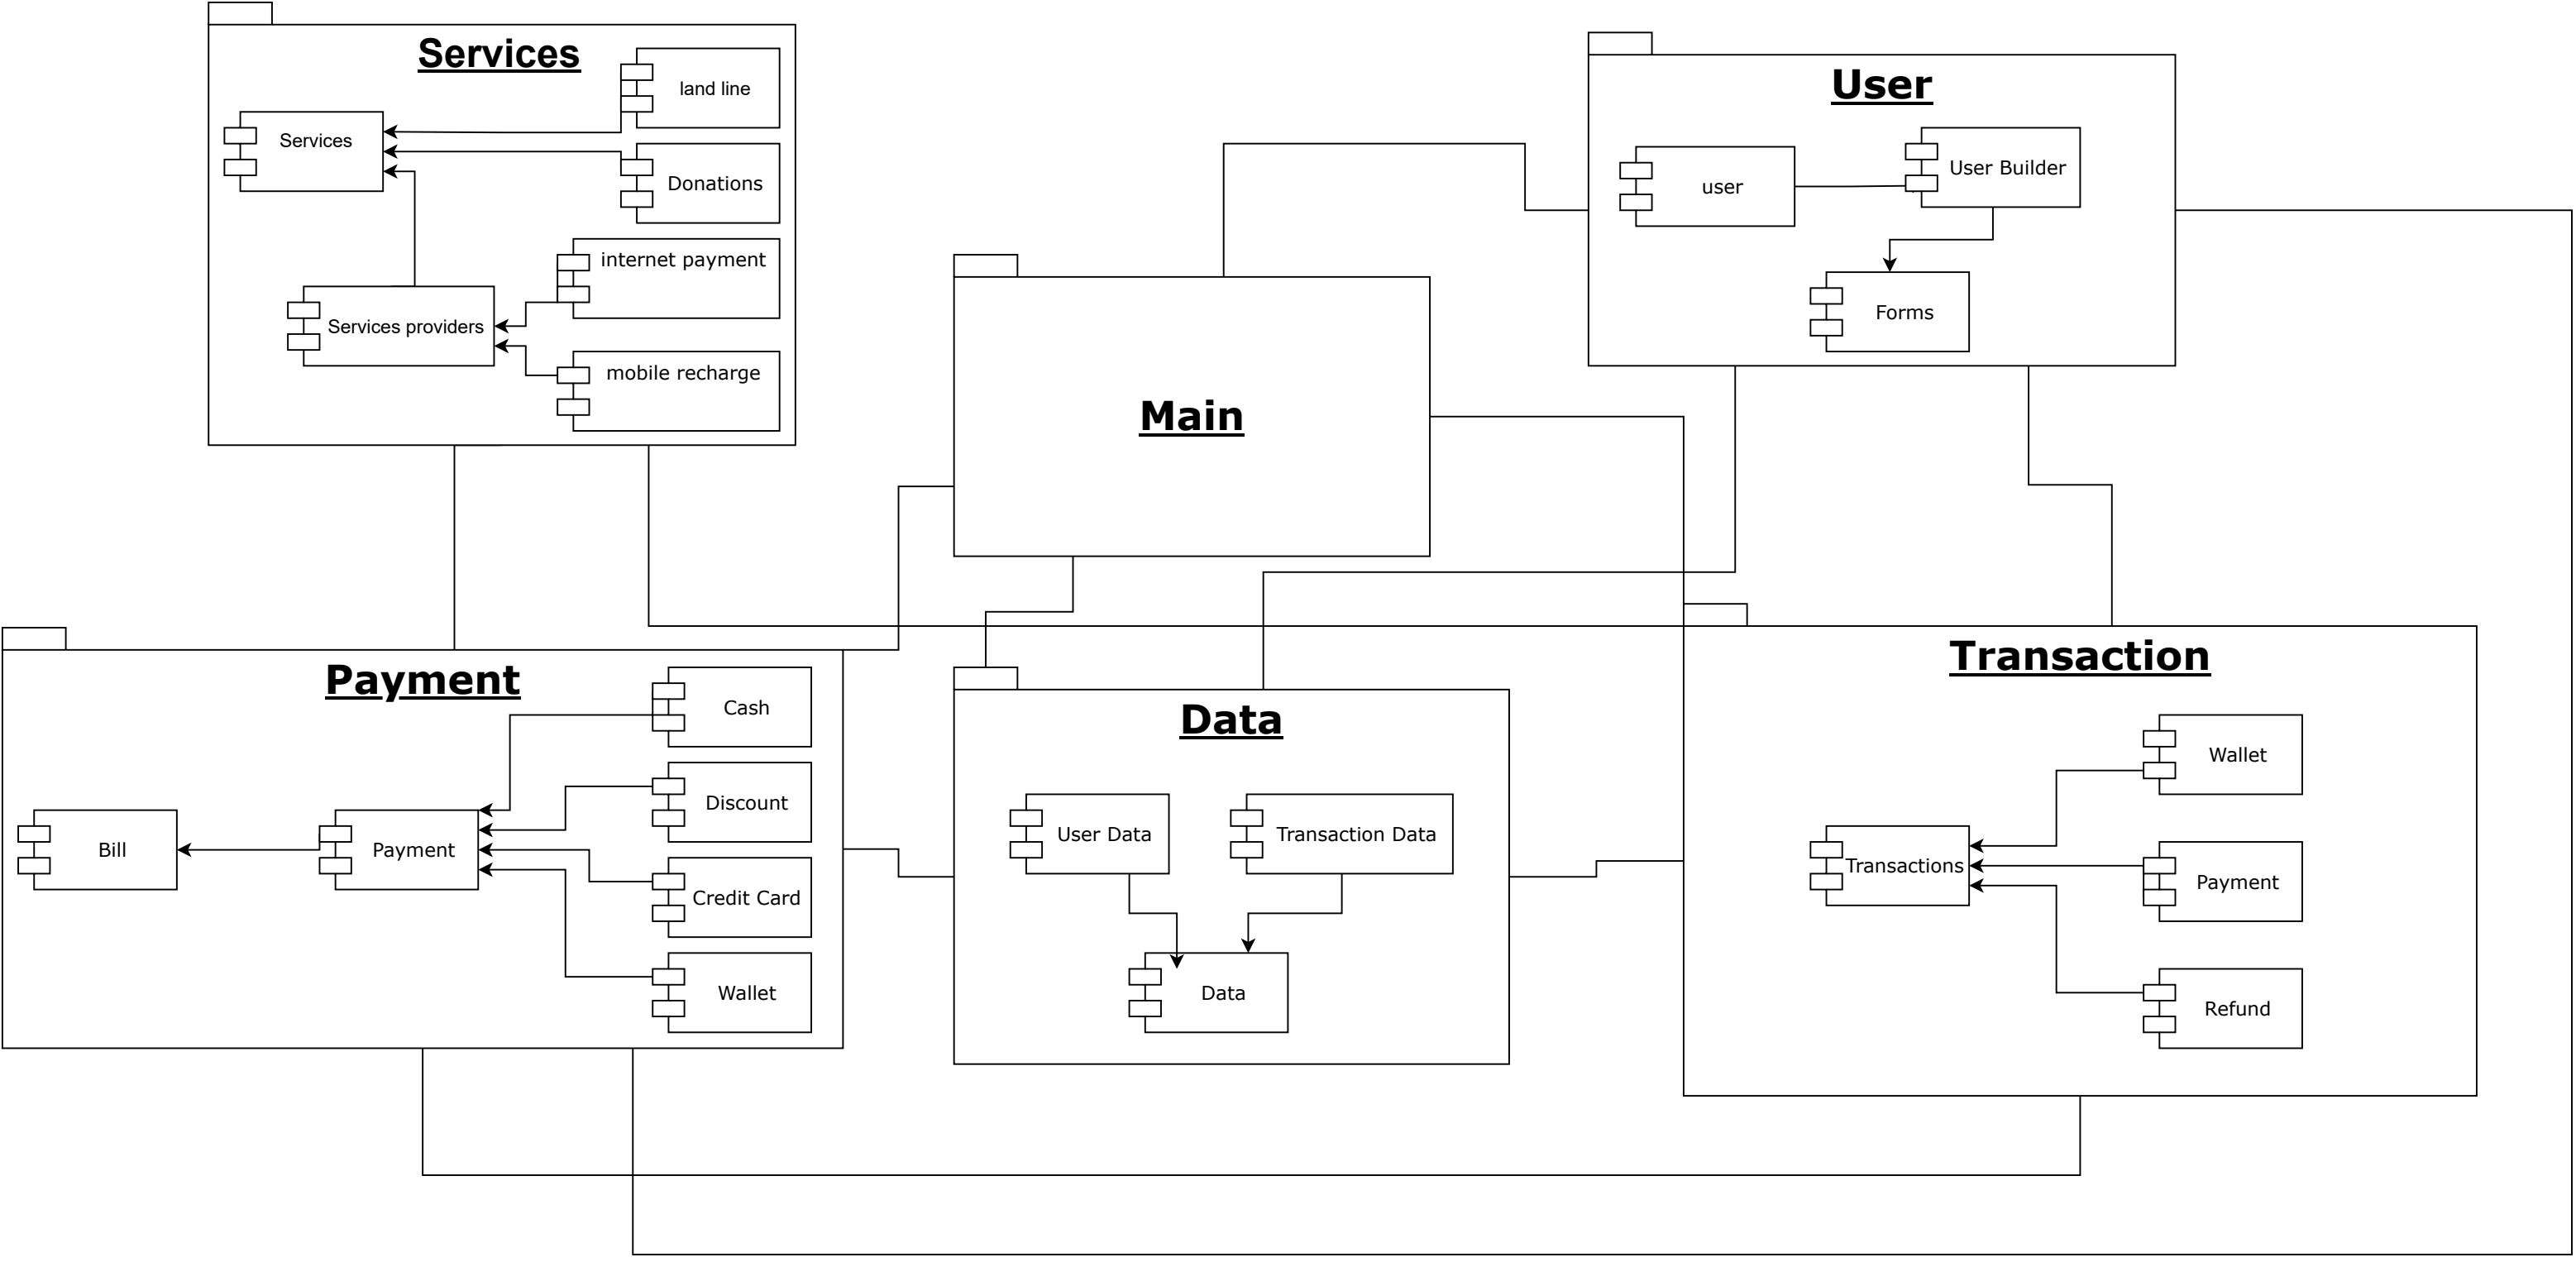 Services
land line
Services
Donations
internet payment
Services providers
mobile recharge
User
User Builder
user
Forms
Main
Payment
Cash
Discount
Bill
Payment
Credit Card
Wallet
Data
User Data
Transaction Data
Data
Transaction
Wallet
Transactions
Payment
Refund